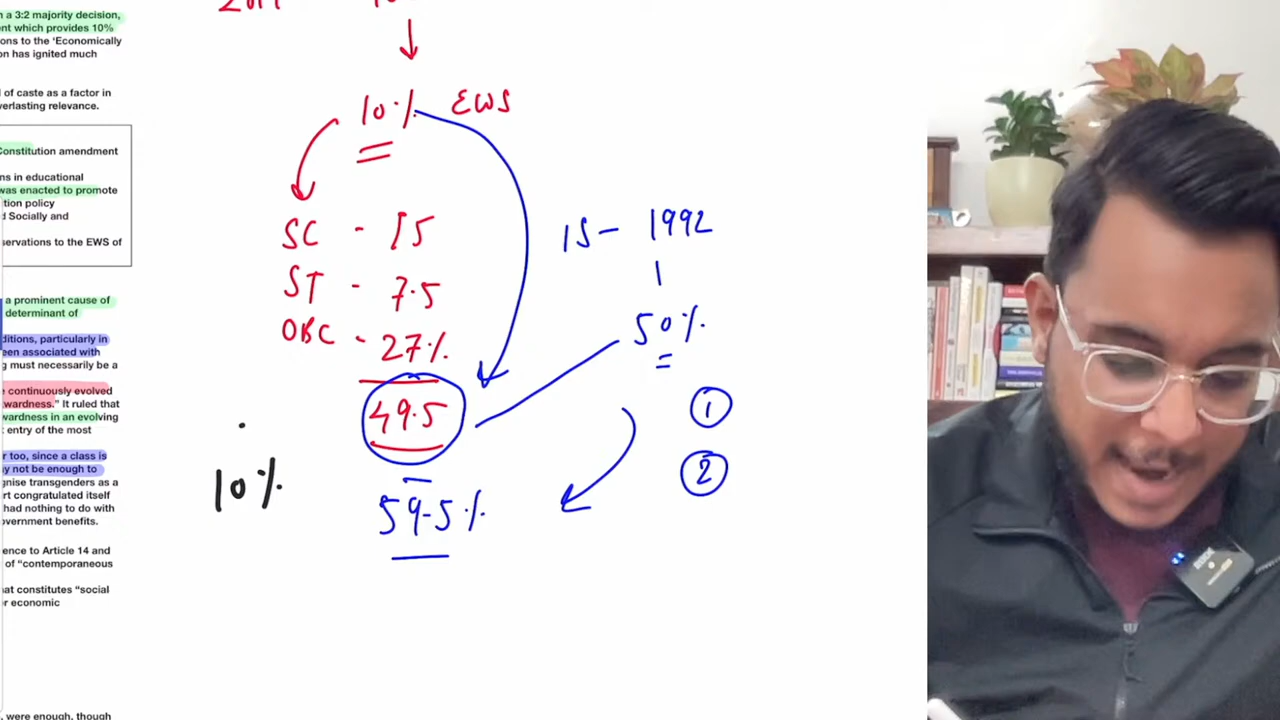 n a 3:2 majority decision,
ent which provides 10%
ons to the 'Economically
on has ignited much
d of caste as a factor in
verlasting relevance.
Constitution amendment
ns in educational
was enacted to promote
tion policy
d Socially and
servations to the EWS of
a prominent cause of
determinant of
ditions, particularly in
een associated with
g must necessarily be a
continuously evolved
wardness." It ruled that
wardness in an evolving
entry of the most
r too, since a class is
y not be enough to
gnise transgenders as a
rt congratulated itself
had nothing to do with
overnment benefits.
ence to Article 14 and
of "contemporaneous
at constitutes "social
r economic
, were enough, though
10% EWS
SC - 15
ST - 7.5
OBC - 27%
49.5
59.5%
10%
IS - 1992
50%
1
2